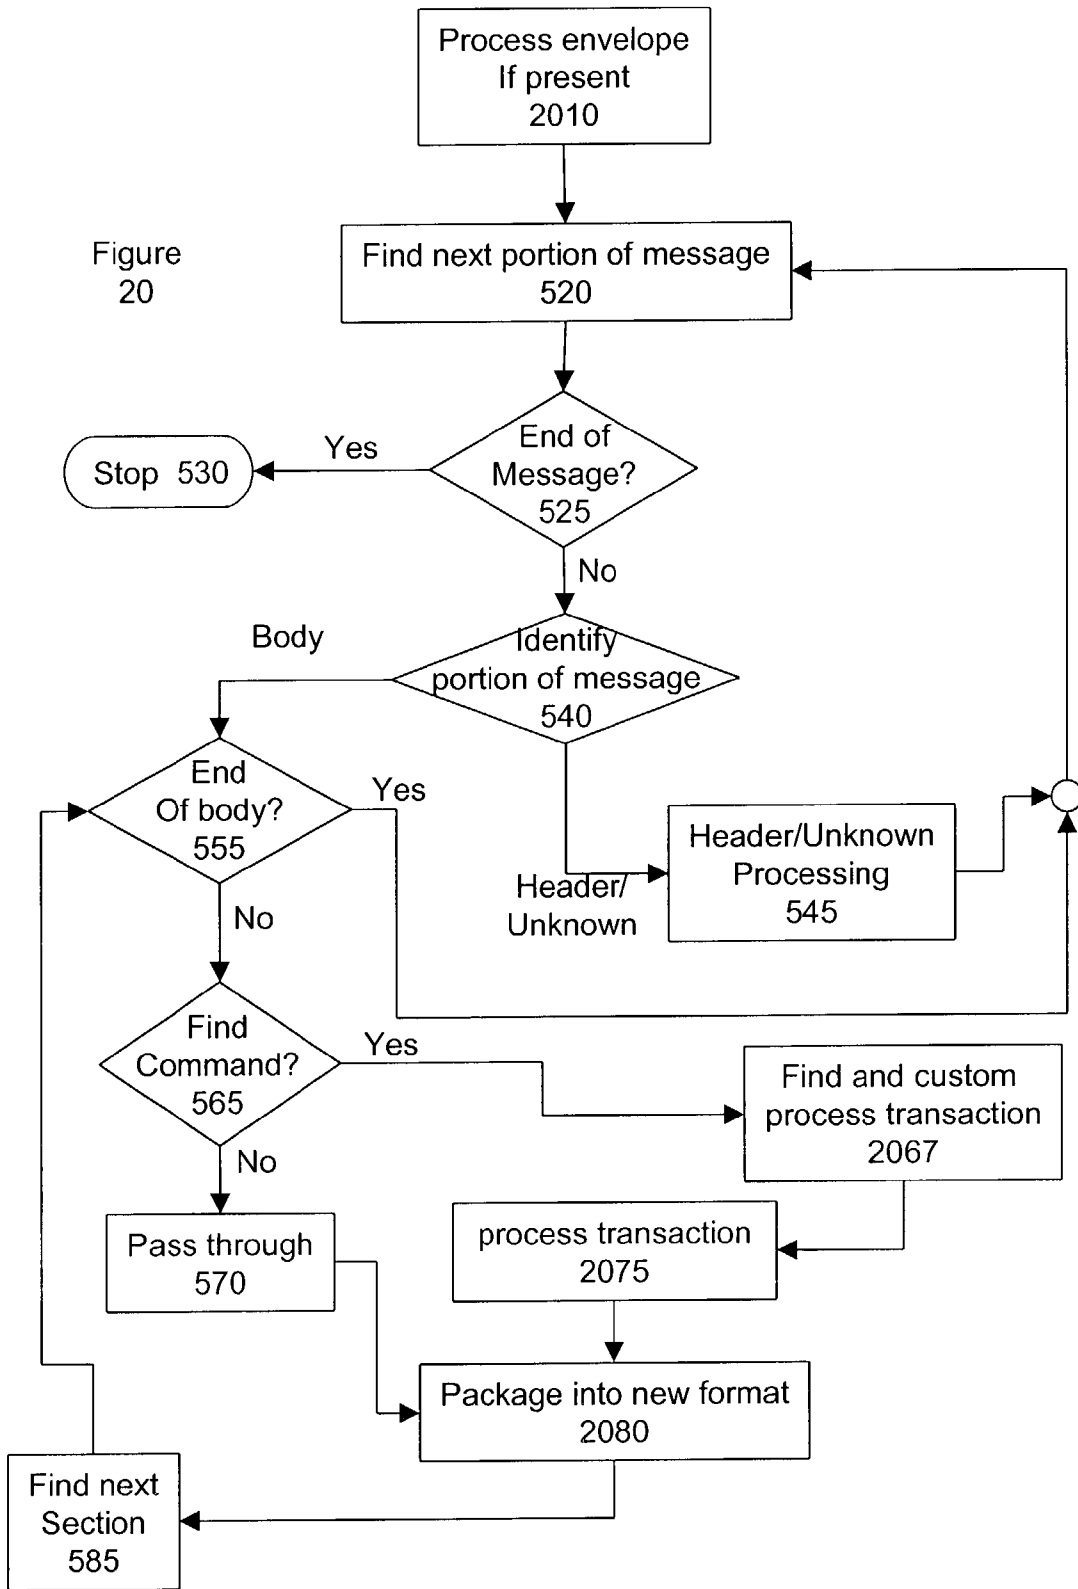 Process envelope
If present
2010
Figure
20
Find next portion of message
520
End of
Message?
525
Yes
Stop 530
No
Identify
portion of message
540
Body
End
Of body?
555
Yes
Header/Unknown
Processing
545
Header/
Unknown
No
Find
Command?
565
Yes
Find and custom
process transaction
2067
No
Pass through
570
process transaction
2075
Package into new format
2080
Find next
Section
585